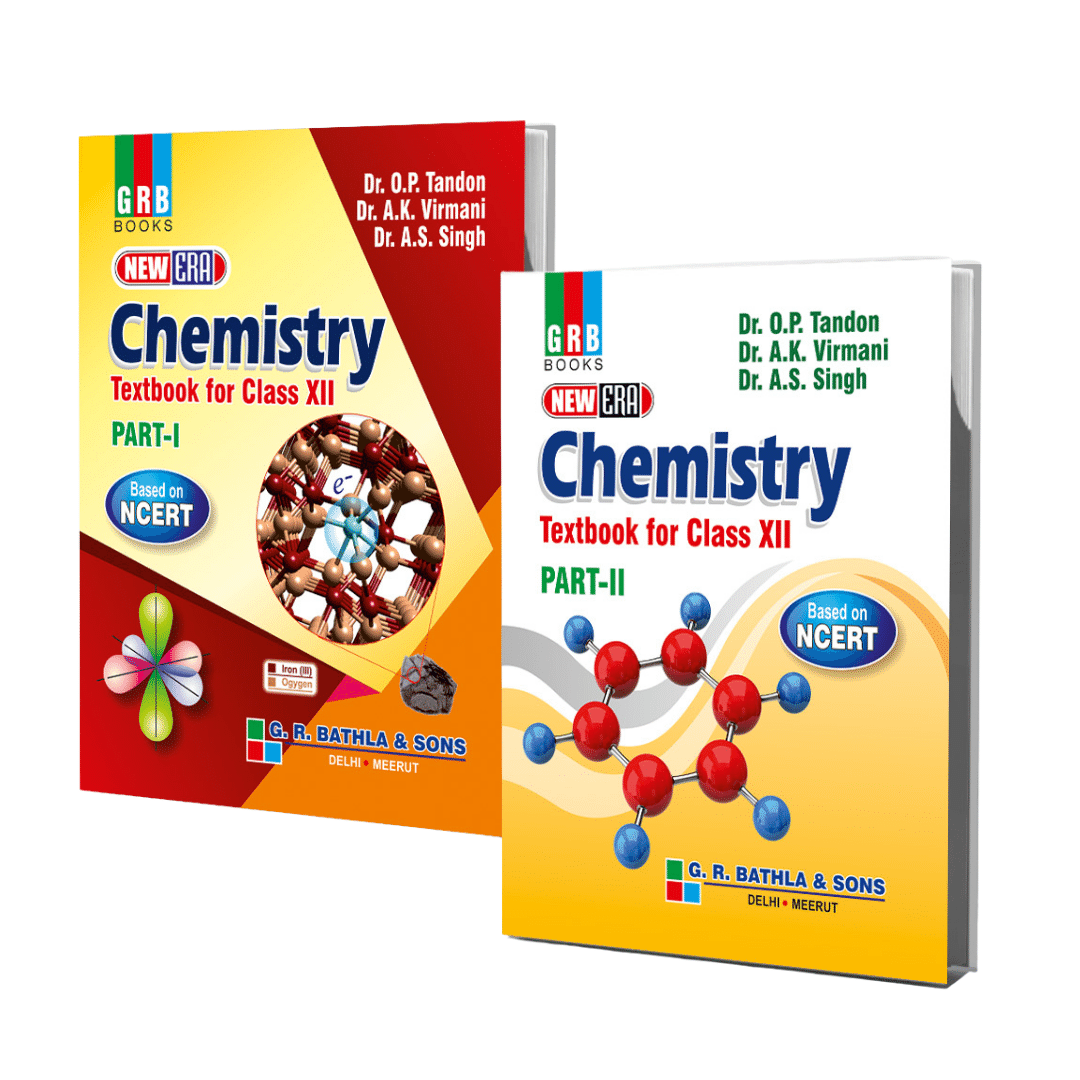 GRB
BOOKS
Dr. O.P. Tandon
Dr. A.K. Virmani
Dr. A.S. Singh
NEW ERA
Chemistry
Textbook for Class XII
PART-I
Based on
NCERT
e-
Iron (III)
Ogygen
G. R. BATHLA & SONS
DELHI • MEERUT
GRB
BOOKS
Dr. O.P. Tandon
Dr. A.K. Virmani
Dr. A.S. Singh
NEW ERA
Chemistry
Textbook for Class XII
PART-II
Based on
NCERT
G. R. BATHLA & SONS
DELHI • MEERUT